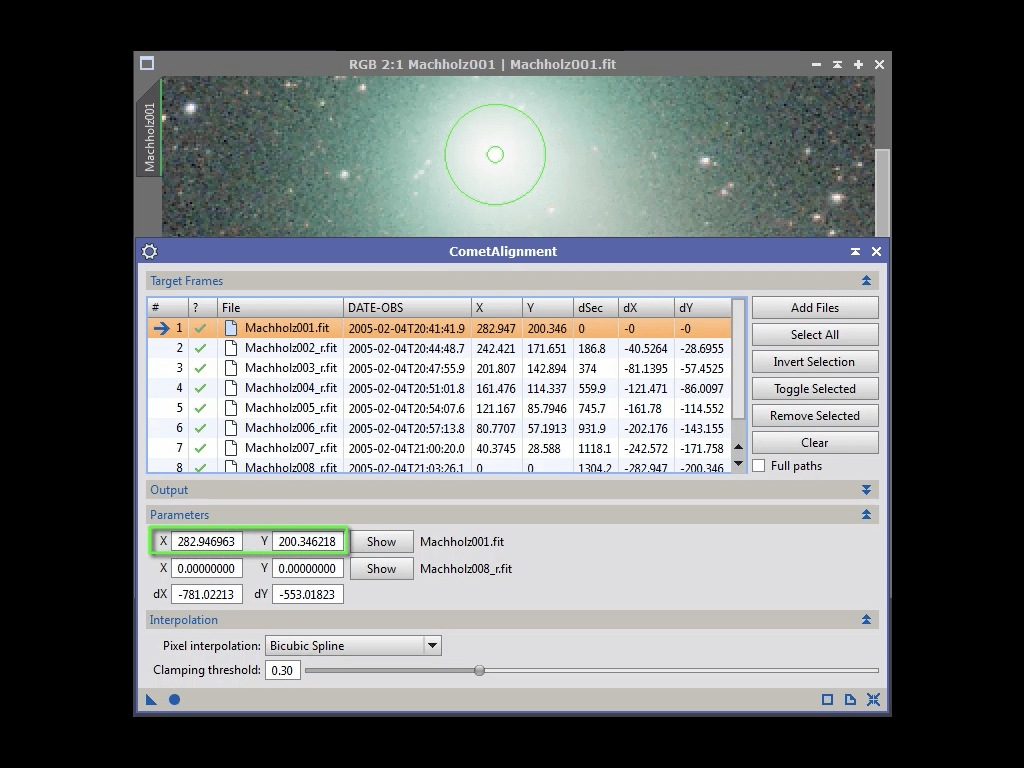 RGB 2:1 Machholz001 | Machholz001.fit
Machholz001
CometAlignment
Target Frames
# ? File DATE-OBS X Y dSec dX dY
1 Machholz001.fit 2005-02-04T20:41:41.9 282.947 200.346 0 -0 -0
2 Machholz002_r.fit 2005-02-04T20:44:48.7 242.421 171.651 186.8 -40.5264 -28.6955
3 Machholz003_r.fit 2005-02-04T20:47:55.9 201.807 142.894 374 -81.1395 -57.4525
4 Machholz004_r.fit 2005-02-04T20:51:01.8 161.476 114.337 559.9 -121.471 -86.0097
5 Machholz005_r.fit 2005-02-04T20:54:07.6 121.167 85.7946 745.7 -161.78 -114.552
6 Machholz006_r.fit 2005-02-04T20:57:13.8 80.7707 57.1913 931.9 -202.176 -143.155
7 Machholz007_r.fit 2005-02-04T21:00:20.0 40.3745 28.588 1118.1 -242.572 -171.758
8 Machholz008_r.fit 2005-02-04T21:03:26.1 0 0 1304.2 -282.947 -200.346
Add Files
Select All
Invert Selection
Toggle Selected
Remove Selected
Clear
Full paths
Output
Parameters
X 282.946963 Y 200.346218 Show Machholz001.fit
X 0.00000000 Y 0.00000000 Show Machholz008_r.fit
dX -781.02213 dY -553.01823
Interpolation
Pixel interpolation: Bicubic Spline
Clamping threshold: 0.30